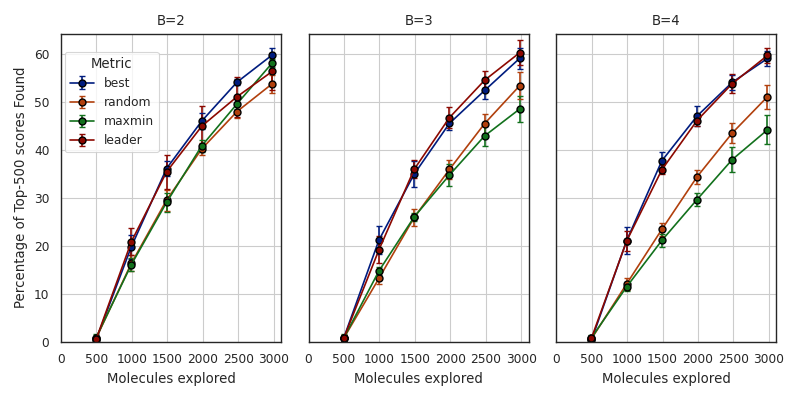 B=2
B=3
B=4
Percentage of Top-500 scores Found
60
50
40
30
20
10
0
Metric
best
random
maxmin
leader
0 500 1000 1500 2000 2500 3000
0 500 1000 1500 2000 2500 3000
0 500 1000 1500 2000 2500 3000
Molecules explored
Molecules explored
Molecules explored